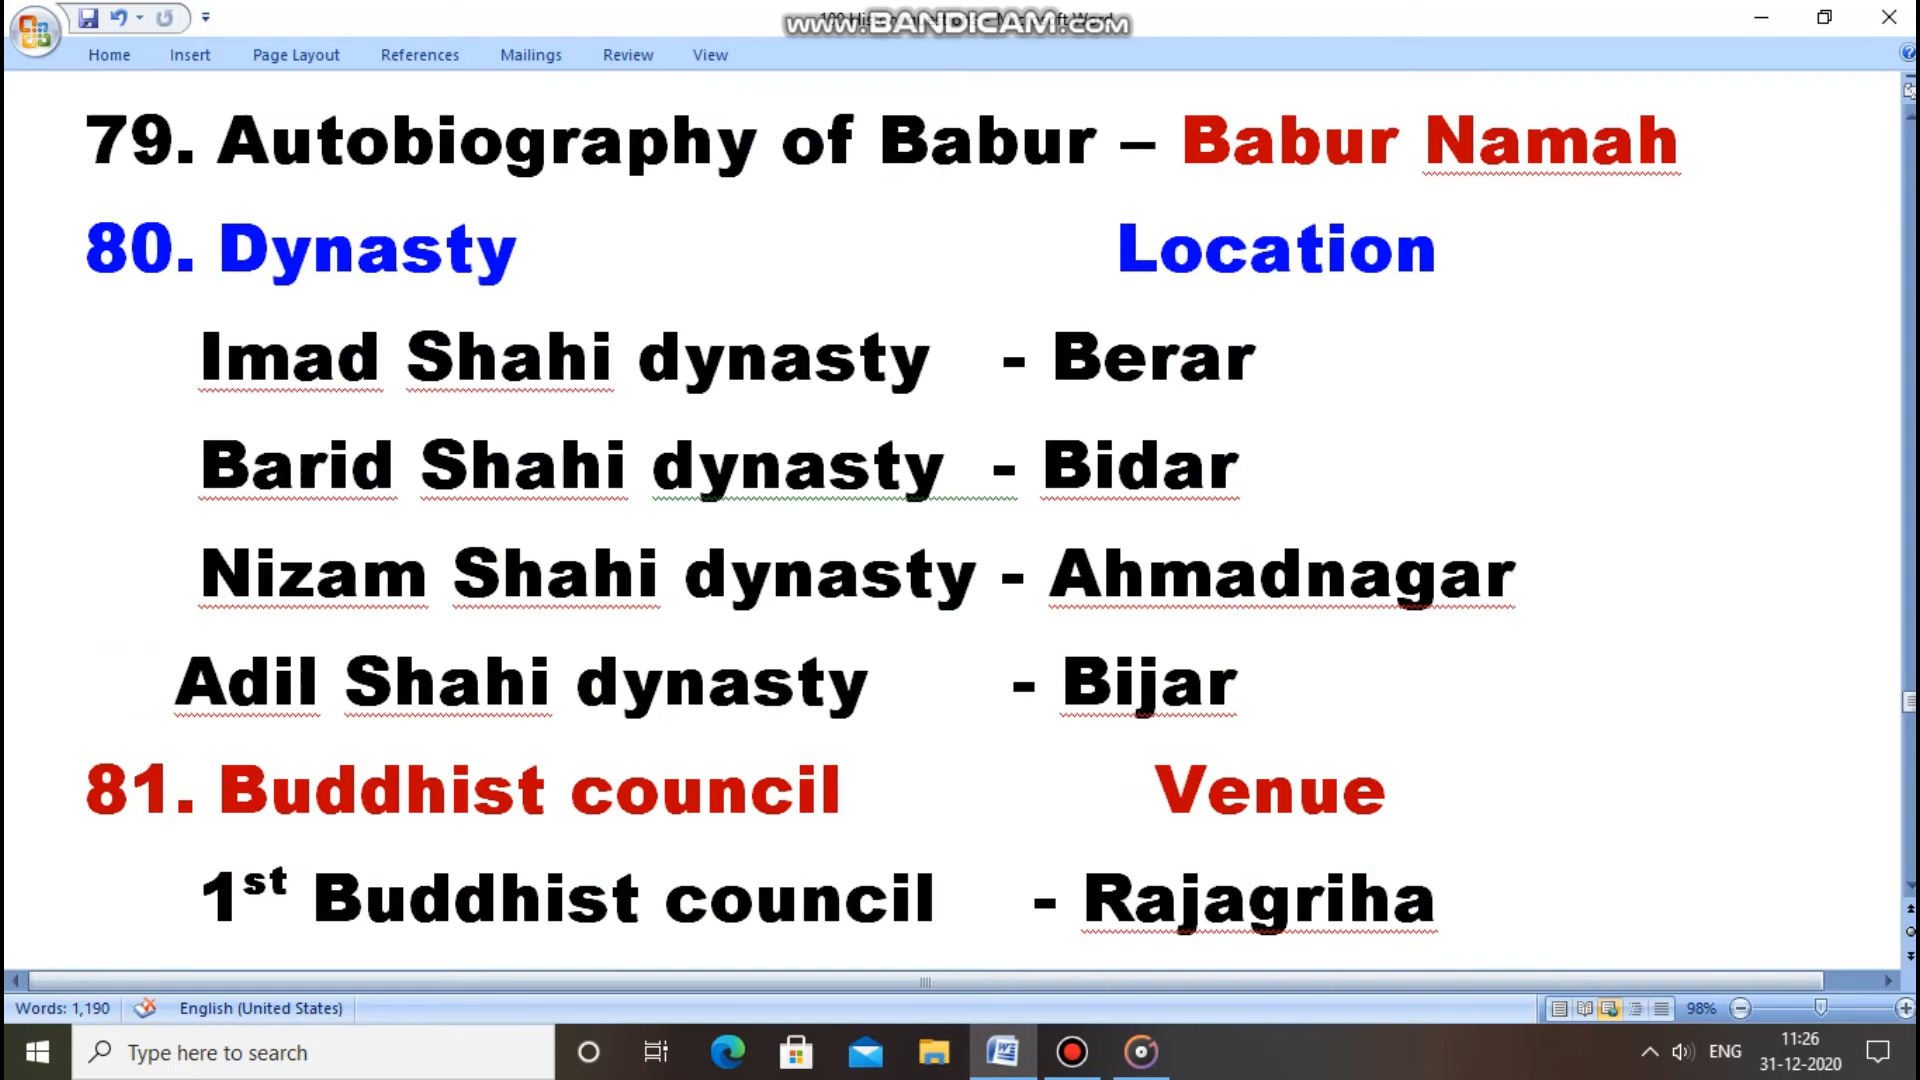 www.BANDICAM.com
Home Insert Page Layout References Mailings Review View
79. Autobiography of Babur – Babur Namah
80. Dynasty Location
Imad Shahi dynasty - Berar
Barid Shahi dynasty - Bidar
Nizam Shahi dynasty - Ahmadnagar
Adil Shahi dynasty - Bijar
81. Buddhist council Venue
1st Buddhist council - Rajagriha
Words: 1,190 English (United States) 98%
Type here to search ENG 11:26
31-12-2020